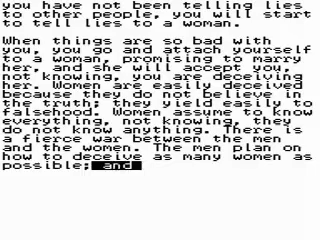 you have not been telling lies
to other people, you will start
to tell lies to a woman.
When things are so bad with
you, you go and attach yourself
to a woman, promising to marry
her, and she will accept you,
not knowing, you are deceiving
her. Women are easily deceived
because they do not believe in
the truth; they yield easily to
falsehood. Women assume to know
everything, not knowing, they
do not know anything. There is
a fierce war between the men
and the women. The men plan on
how to deceive as many women as
possible; and